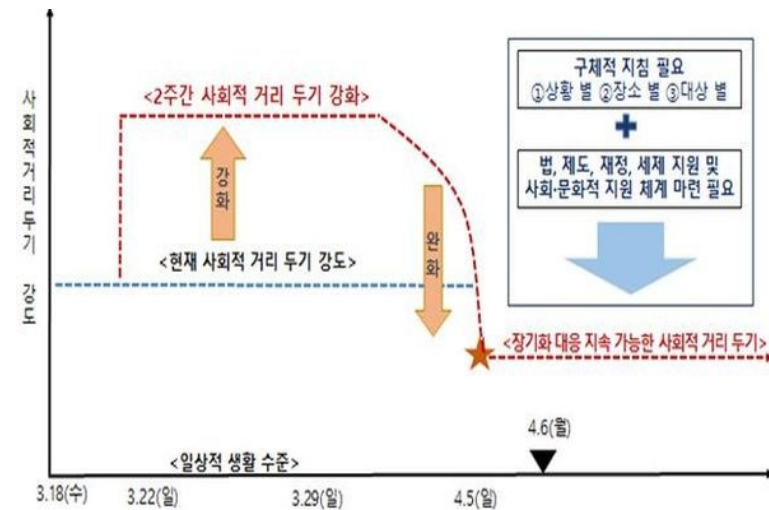 사회적거리두기 강도
<2주간 사회적 거리 두기 강화>
강화
<현재 사회적 거리 두기 강도>
완화
구체적 지침 필요
①상황 별 ②장소 별 ③대상 별
법, 제도, 재정, 세제 지원 및
사회·문화적 지원 체계 마련 필요
<장기화 대응 지속 가능한 사회적 거리 두기>
4.6(월)
<일상적 생활 수준>
3.18(수)
3.22(일)
3.29(일)
4.5(일)